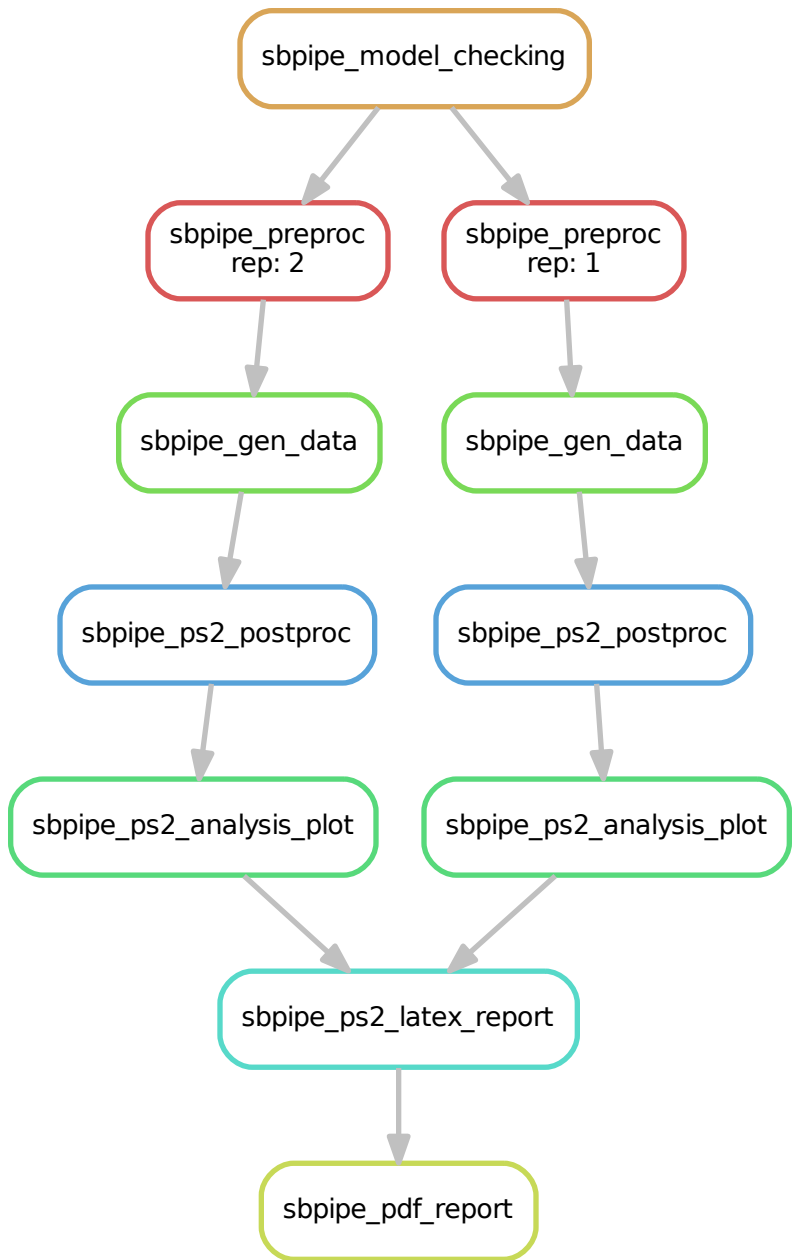 sbpipe_model_checking
sbpipe_preproc
rep: 2
sbpipe_preproc
rep: 1
sbpipe_gen_data
sbpipe_gen_data
sbpipe_ps2_postproc
sbpipe_ps2_postproc
sbpipe_ps2_analysis_plot
sbpipe_ps2_analysis_plot
sbpipe_ps2_latex_report
sbpipe_pdf_report